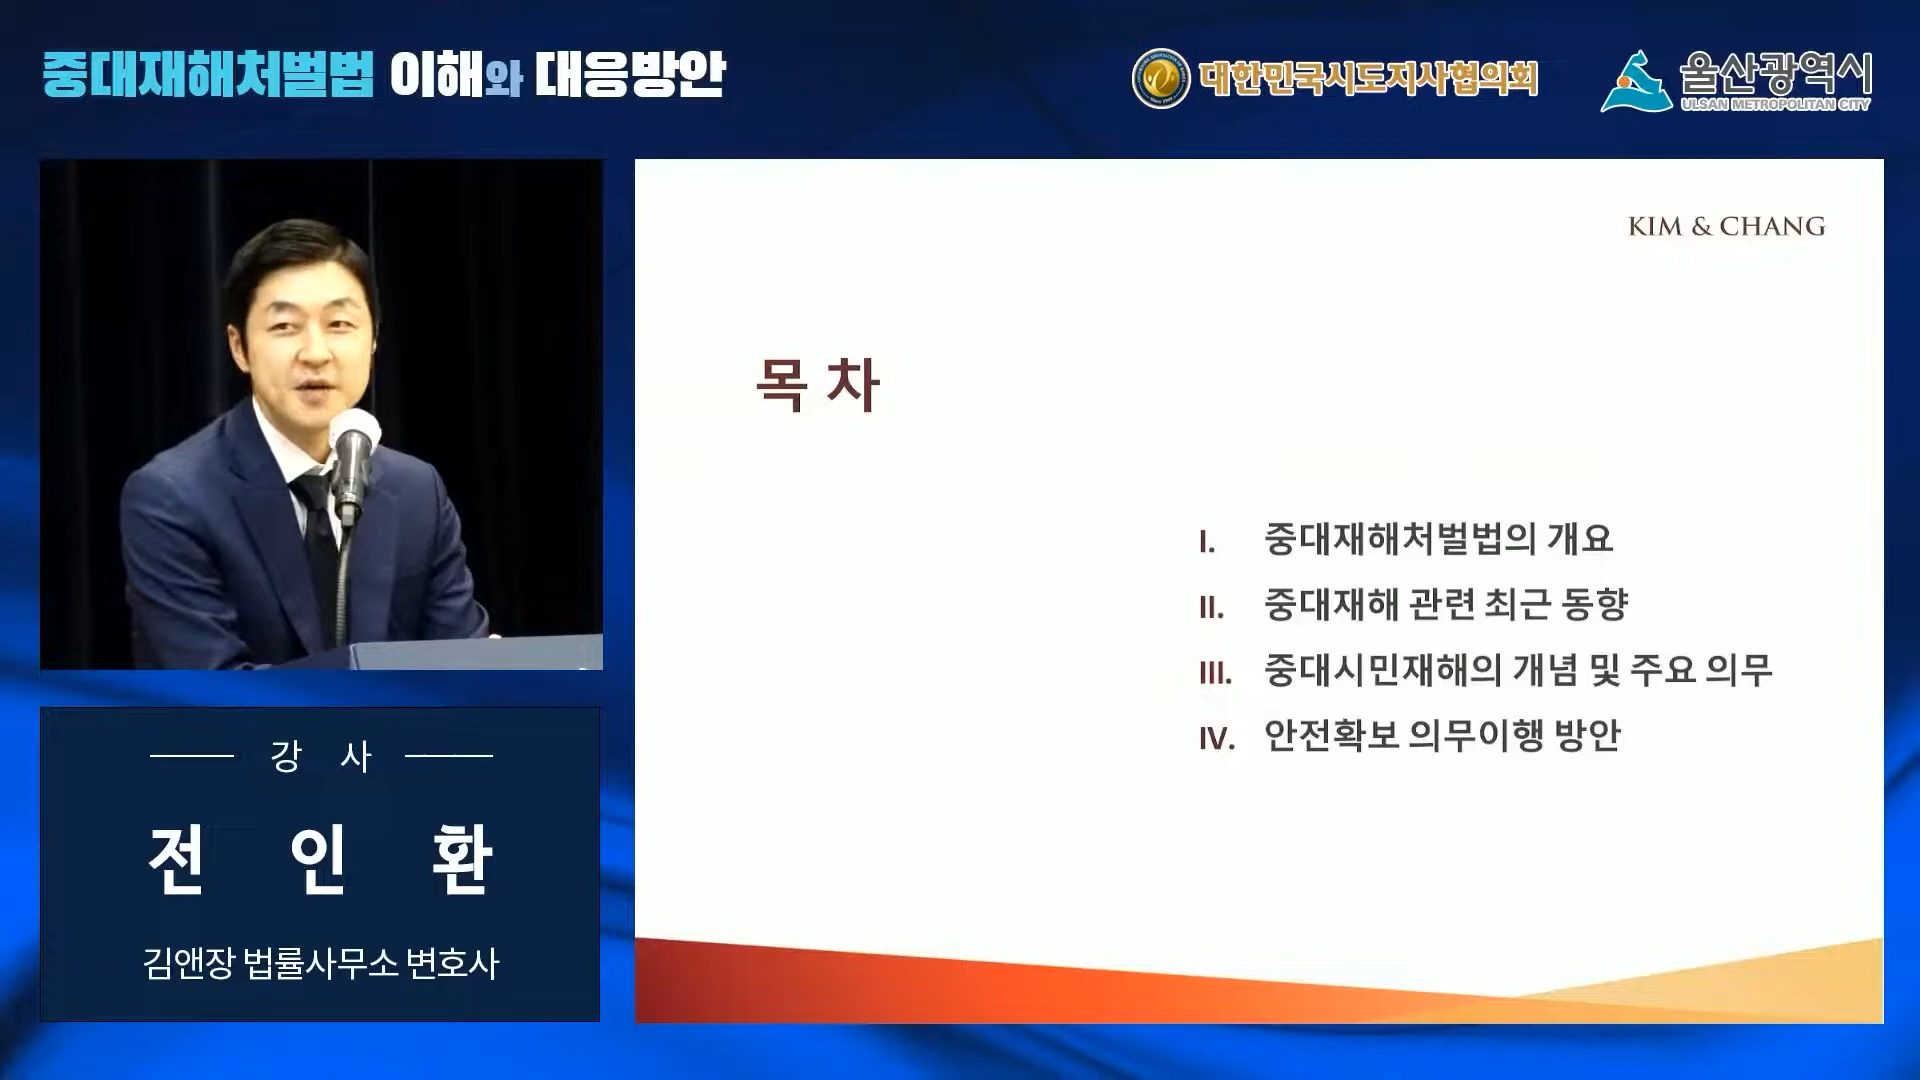 중대재해처벌법 이해와 대응방안
대한민국시도지사협의회
울산광역시
ULSAN METROPOLITAN CITY
KIM & CHANG
목 차
I. 중대재해처벌법의 개요
II. 중대재해 관련 최근 동향
III. 중대시민재해의 개념 및 주요 의무
IV. 안전확보 의무이행 방안
강 사
전 인 환
김앤장 법률사무소 변호사